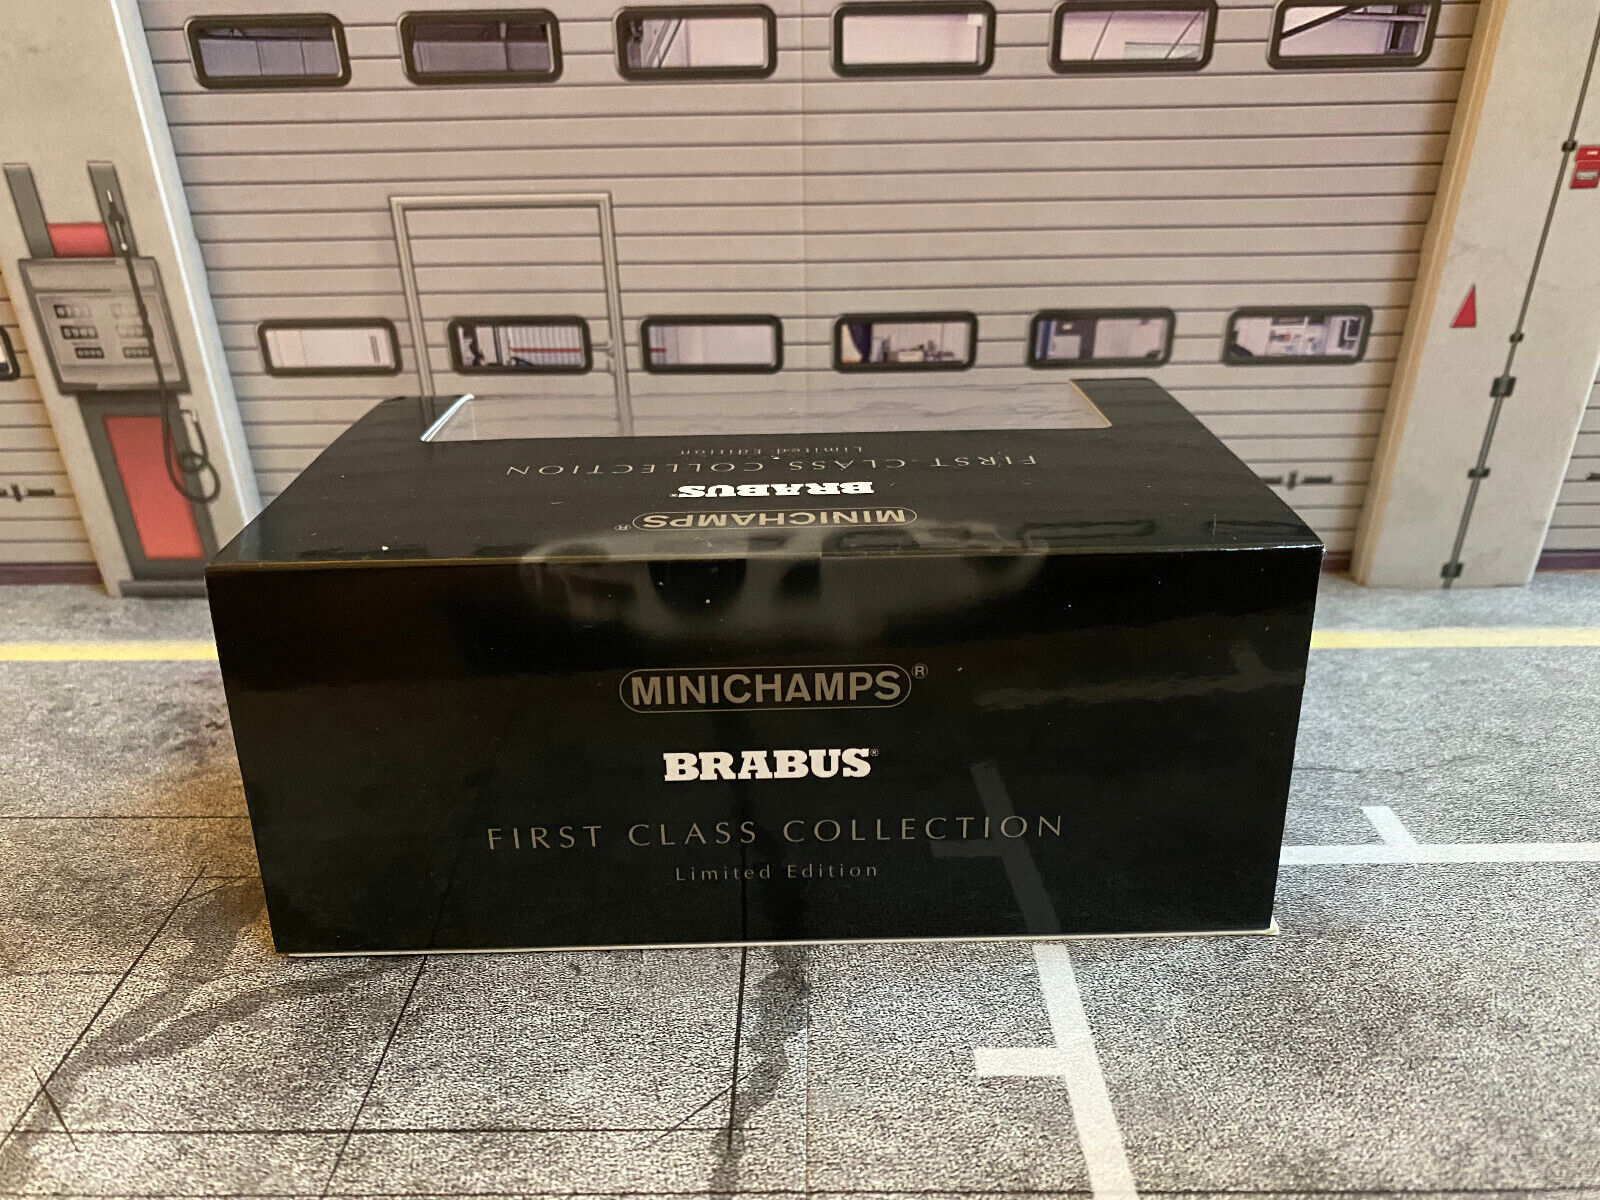 Limited Edition
FIRST CLASS COLLECTION
BRABUS®
MINICHAMPS®
MINICHAMPS®
BRABUS®
FIRST CLASS COLLECTION
Limited Edition